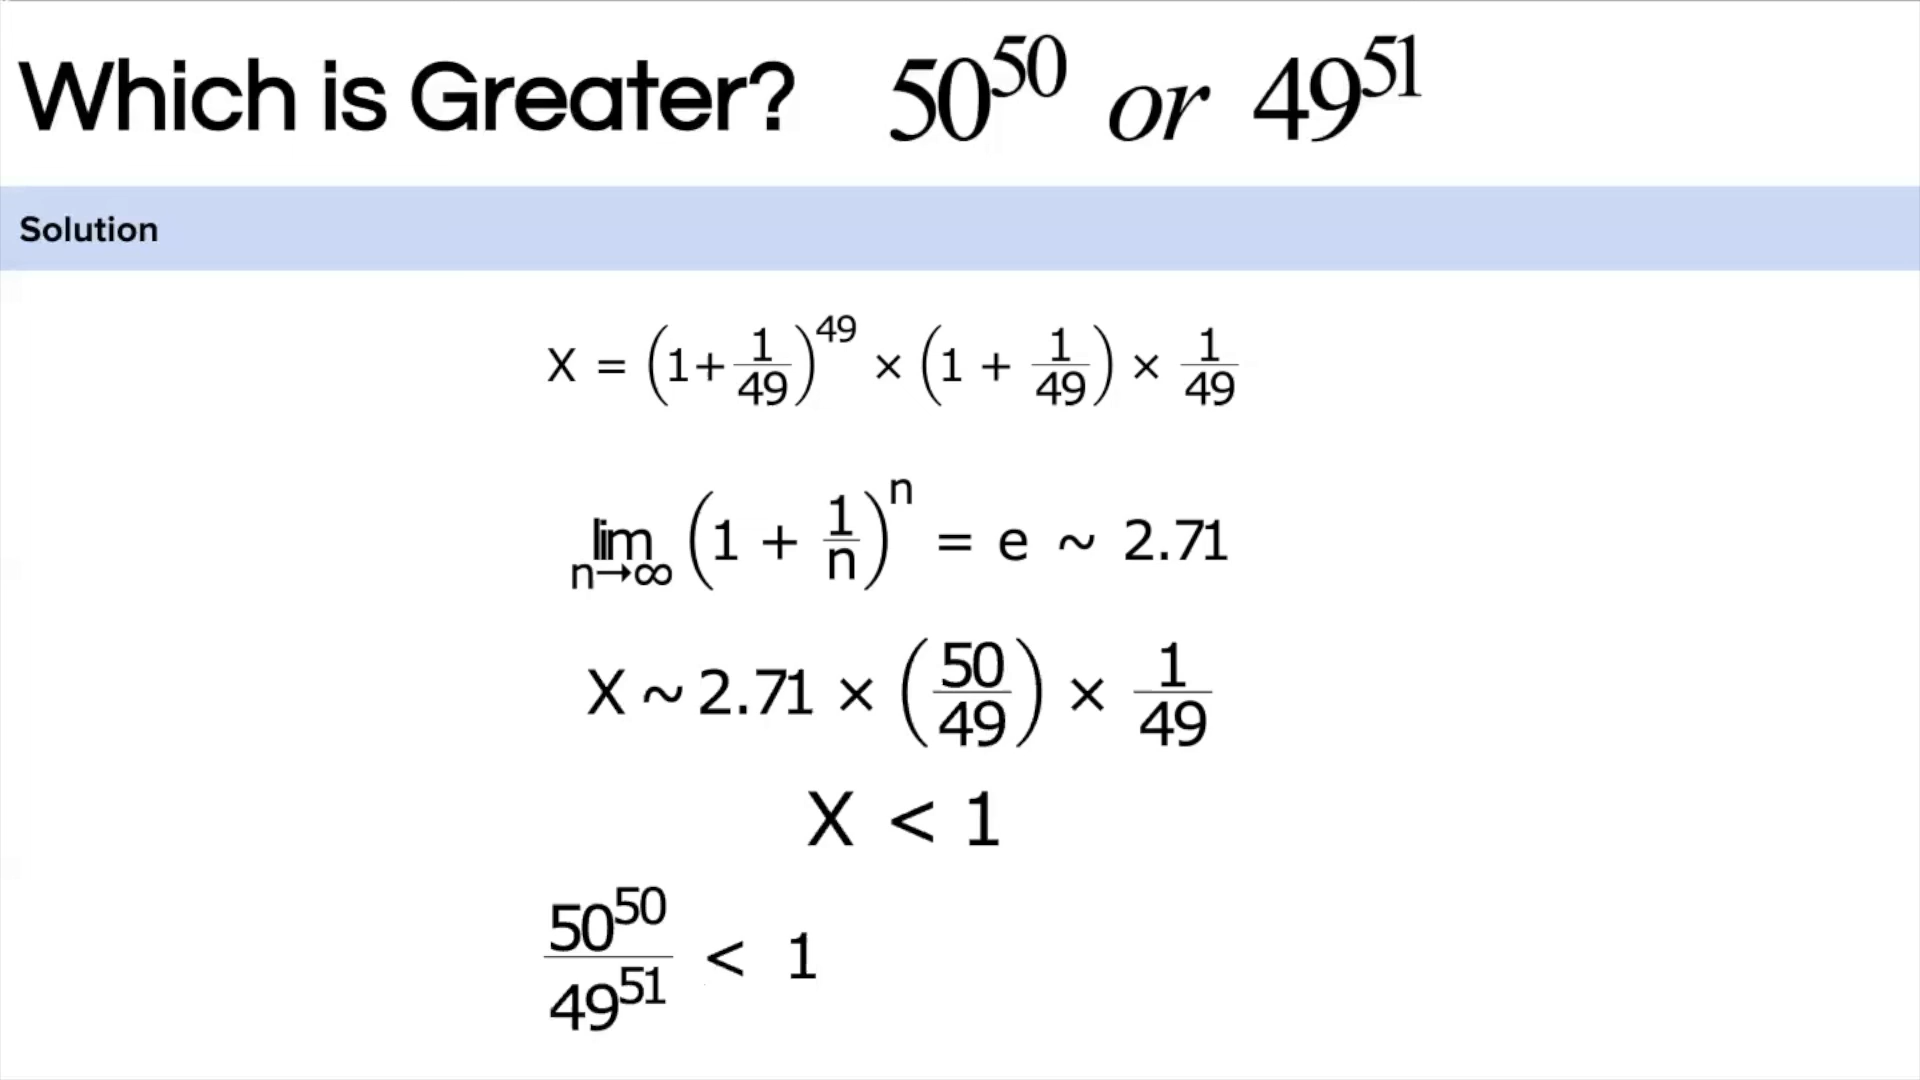 Which is Greater? 50^50 or 49^51
Solution
X = (1+1/49)^49 × (1 + 1/49) × 1/49
lim n→∞ (1 + 1/n)^n = e ~ 2.71
X ~ 2.71 × (50/49) × 1/49
X < 1
50^50/49^51 < 1